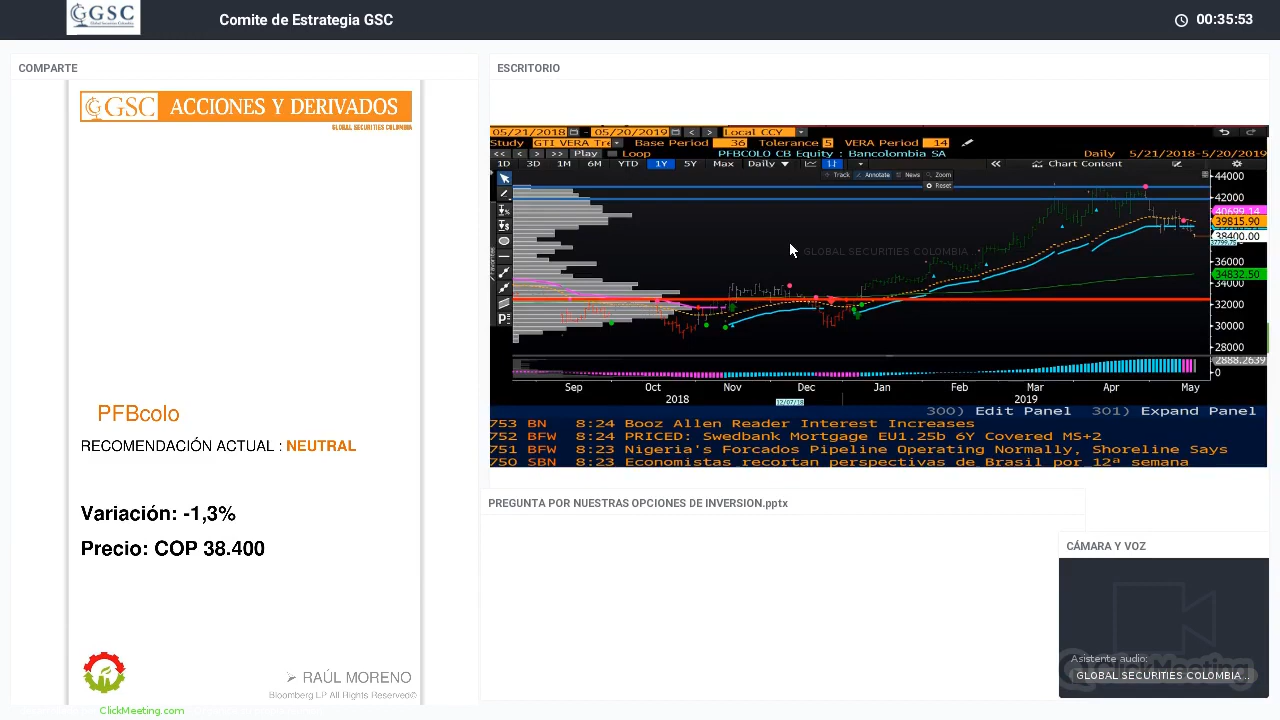 GSC
Global Securities Colombia
Comite de Estrategia GSC
00:35:53
COMPARTE
GSC ACCIONES Y DERIVADOS
GLOBAL SECURITIES COLOMBIA
PFBcolo
RECOMENDACIÓN ACTUAL : NEUTRAL
Variación: -1,3%
Precio: COP 38.400
➢ RAÚL MORENO
Bloomberg LP All Rights Reserved©
ClickMeeting.com
ESCRITORIO
05/21/2018 - 05/20/2019 < > Local CCY
Study GTI VERA Tre Base Period 36 Tolerance 5 VERA Period 14
<< < > >> Play Loop PFBCOLO CB Equity : Bancolombia SA Daily 5/21/2018-5/20/2019
1D 3D 1M 6M YTD 1Y 5Y Max Daily ▼ « Chart Content
Track Annotate News Zoom
Reset
GLOBAL SECURITIES COLOMBIA
44000
42000
40699.14
39815.90
38400.00
36000
34832.50
34000
32000
30000
28000
2888.2639
0
Sep Oct Nov Dec Jan Feb Mar Apr May
2018 12/07/18 2019
300) Edit Panel 301) Expand Panel
753 BN 8:24 Booz Allen Reader Interest Increases
752 BFW 8:24 PRICED: Swedbank Mortgage EU1.25b 6Y Covered MS+2
751 BFW 8:23 Nigeria's Forcados Pipeline Operating Normally, Shoreline Says
750 SBN 8:23 Economistas recortan perspectivas de Brasil por 12ª semana
PREGUNTA POR NUESTRAS OPCIONES DE INVERSION.pptx
CÁMARA Y VOZ
Asistente audio:
ClickMeeting
GLOBAL SECURITIES COLOMBIA ..